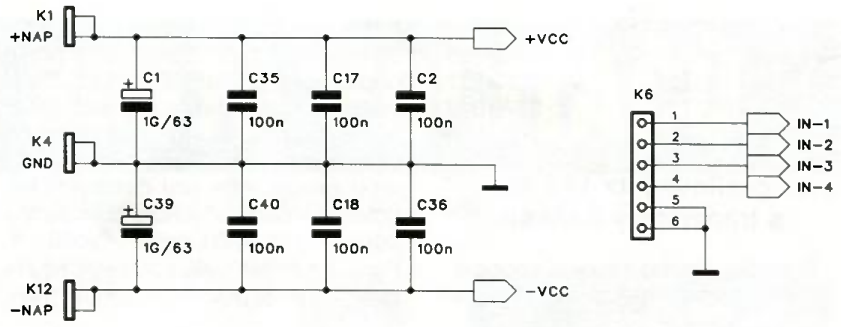 K1
+NAP
+VCC
+ C1
1G/63
C35
100n
C17
100n
C2
100n
K4
GND
+ C39
1G/63
C40
100n
C18
100n
C36
100n
K12
-NAP
-VCC
K6
1 IN-1
2 IN-2
3 IN-3
4 IN-4
5
6